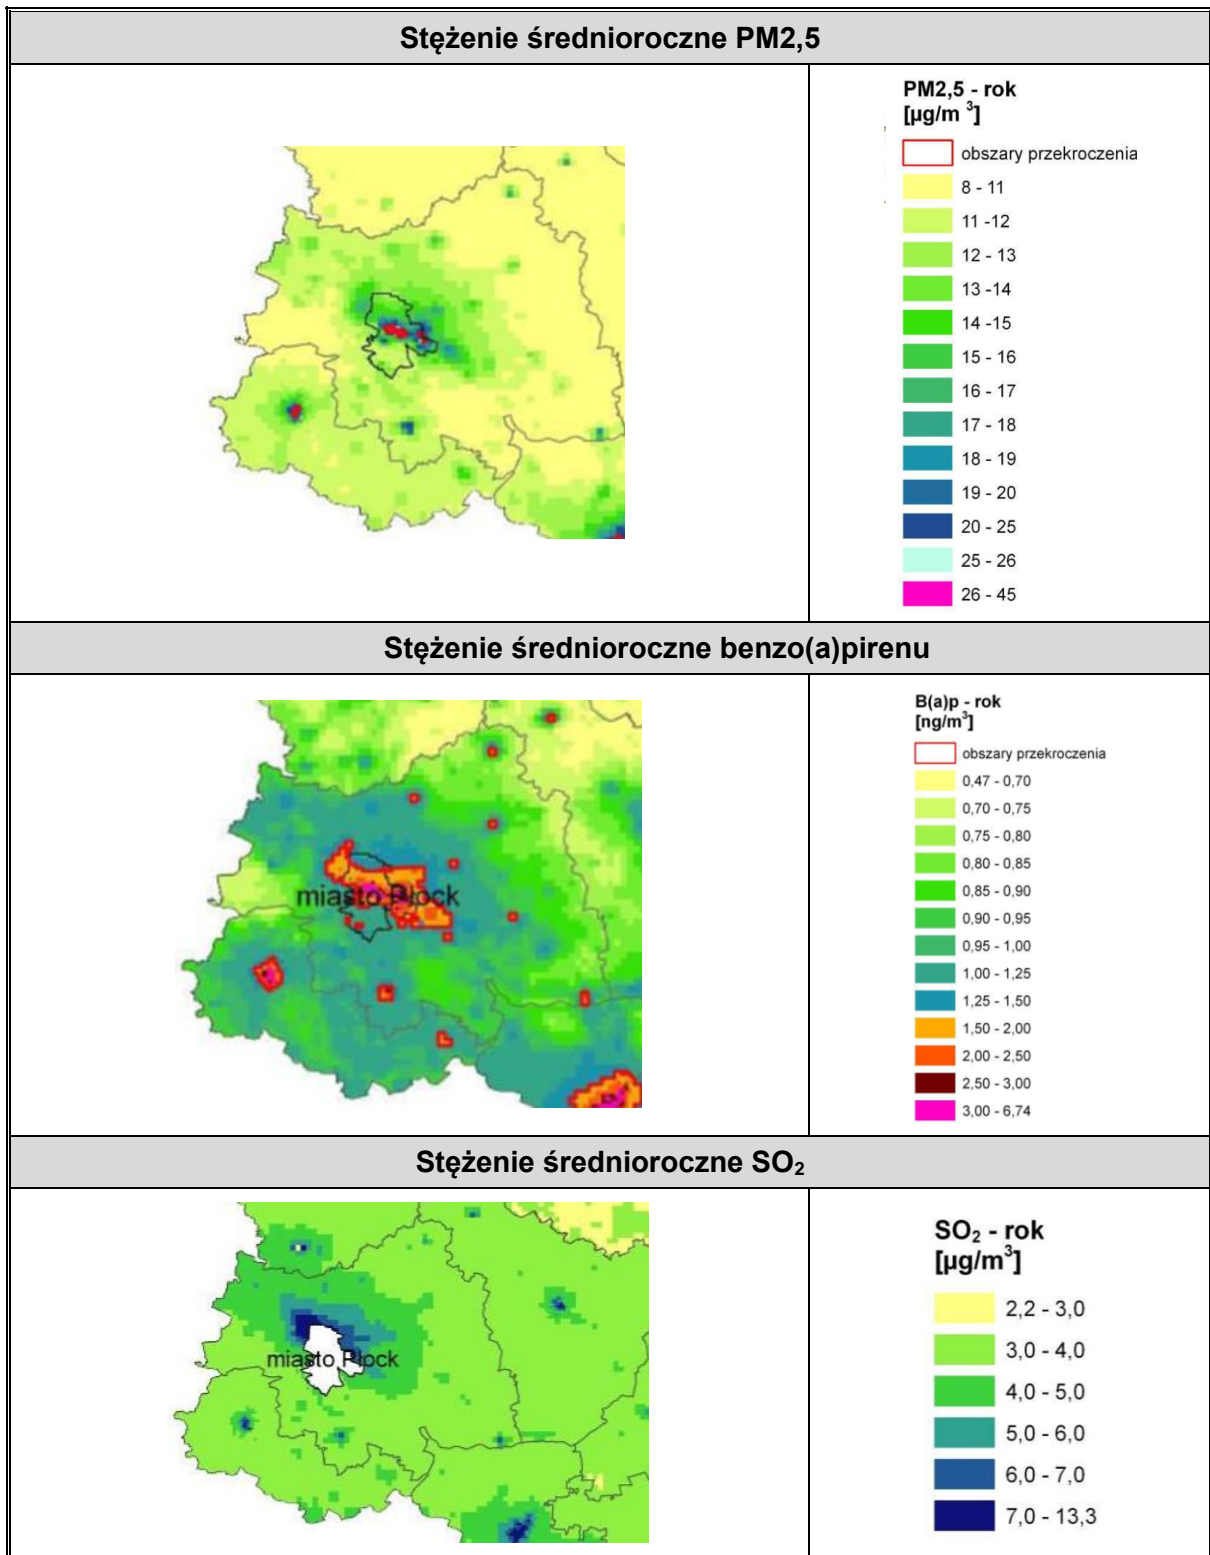 Stężenie średnioroczne PM2,5
PM2,5 - rok
[µg/m ³]
obszary przekroczenia
8 - 11
11 -12
12 - 13
13 -14
14 -15
15 - 16
16 - 17
17 - 18
18 - 19
19 - 20
20 - 25
25 - 26
26 - 45
Stężenie średnioroczne benzo(a)pirenu
miasto Płock
B(a)p - rok
[ng/m³]
obszary przekroczenia
0,47 - 0,70
0,70 - 0,75
0,75 - 0,80
0,80 - 0,85
0,85 - 0,90
0,90 - 0,95
0,95 - 1,00
1,00 - 1,25
1,25 - 1,50
1,50 - 2,00
2,00 - 2,50
2,50 - 3,00
3,00 - 6,74
Stężenie średnioroczne SO₂
miasto Płock
SO₂ - rok
[µg/m³]
2,2 - 3,0
3,0 - 4,0
4,0 - 5,0
5,0 - 6,0
6,0 - 7,0
7,0 - 13,3